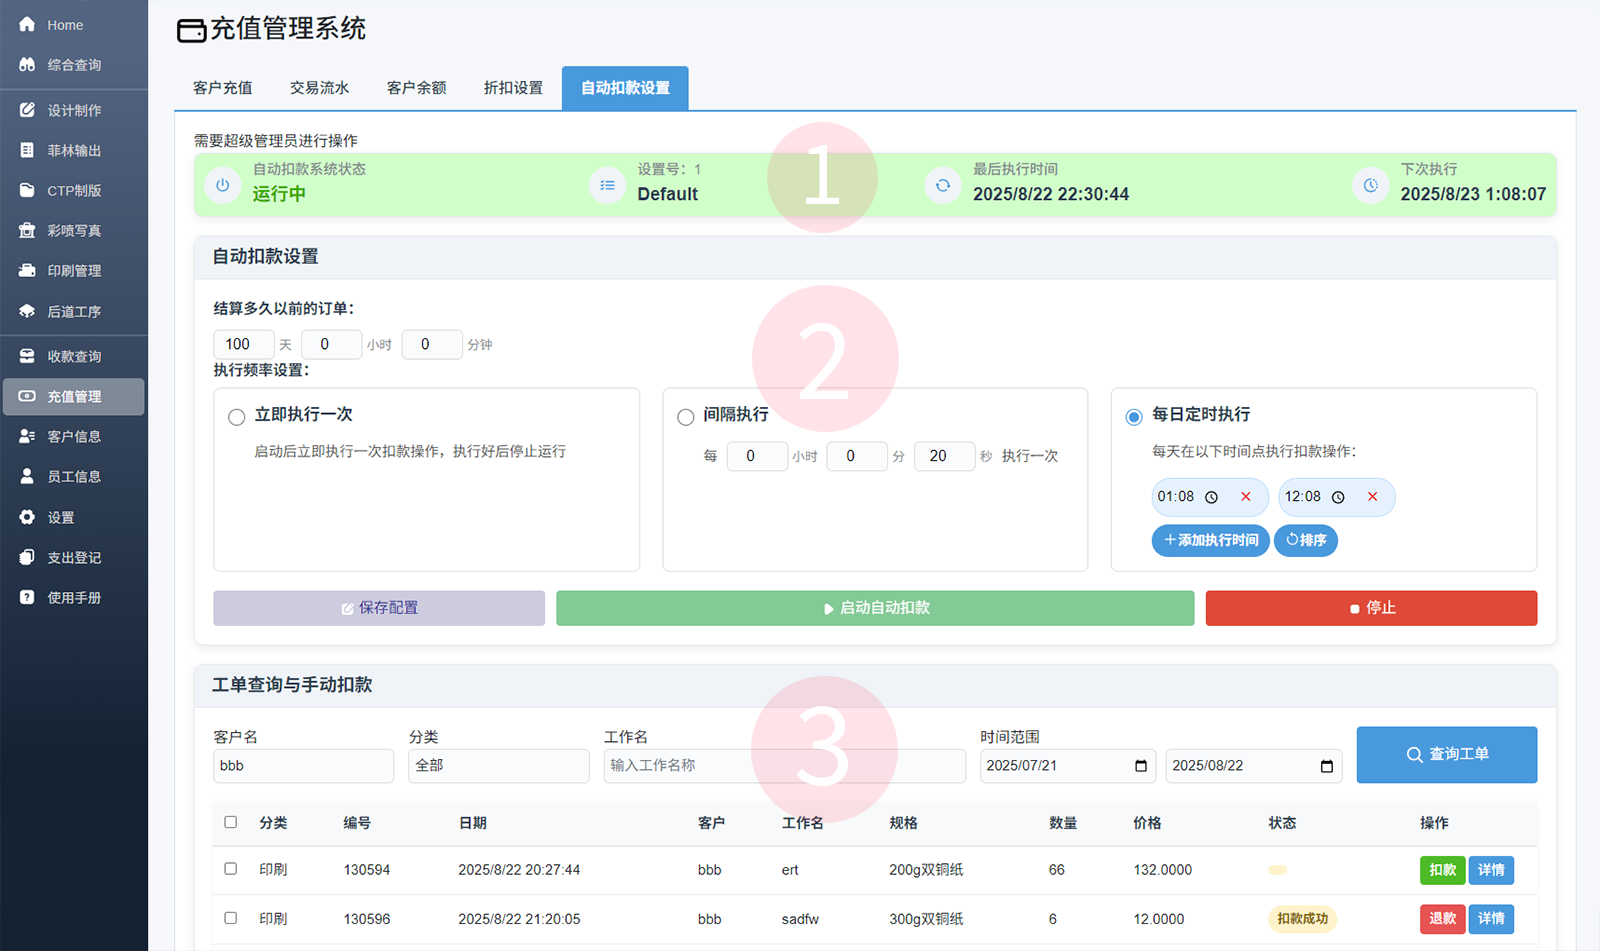 Home
综合查询
设计制作
菲林输出
CTP制版
彩喷写真
印刷管理
后道工序
收款查询
充值管理
客户信息
员工信息
设置
支出登记
使用手册
充值管理系统
客户充值 交易流水 客户余额 折扣设置 自动扣款设置
需要超级管理员进行操作
自动扣款系统状态 设置号：1 最后执行时间 下次执行
运行中 Default 2025/8/22 22:30:44 2025/8/23 1:08:07
1
自动扣款设置
结算多久以前的订单：
100 天 0 小时 0 分钟
2
执行频率设置：
立即执行一次 间隔执行 每日定时执行
启动后立即执行一次扣款操作，执行好后停止运行 每 0 小时 0 分 20 秒 执行一次 每天在以下时间点执行扣款操作：
01:08 12:08
添加执行时间 排序
保存配置 启动自动扣款 停止
工单查询与手动扣款
3
客户名 分类 工作名 时间范围
bbb 全部 输入工作名称 2025/07/21 2025/08/22 查询工单
分类 编号 日期 客户 工作名 规格 数量 价格 状态 操作
印刷 130594 2025/8/22 20:27:44 bbb ert 200g双铜纸 66 132.0000 扣款 详情
印刷 130596 2025/8/22 21:20:05 bbb sadfw 300g双铜纸 6 12.0000 扣款成功 退款 详情